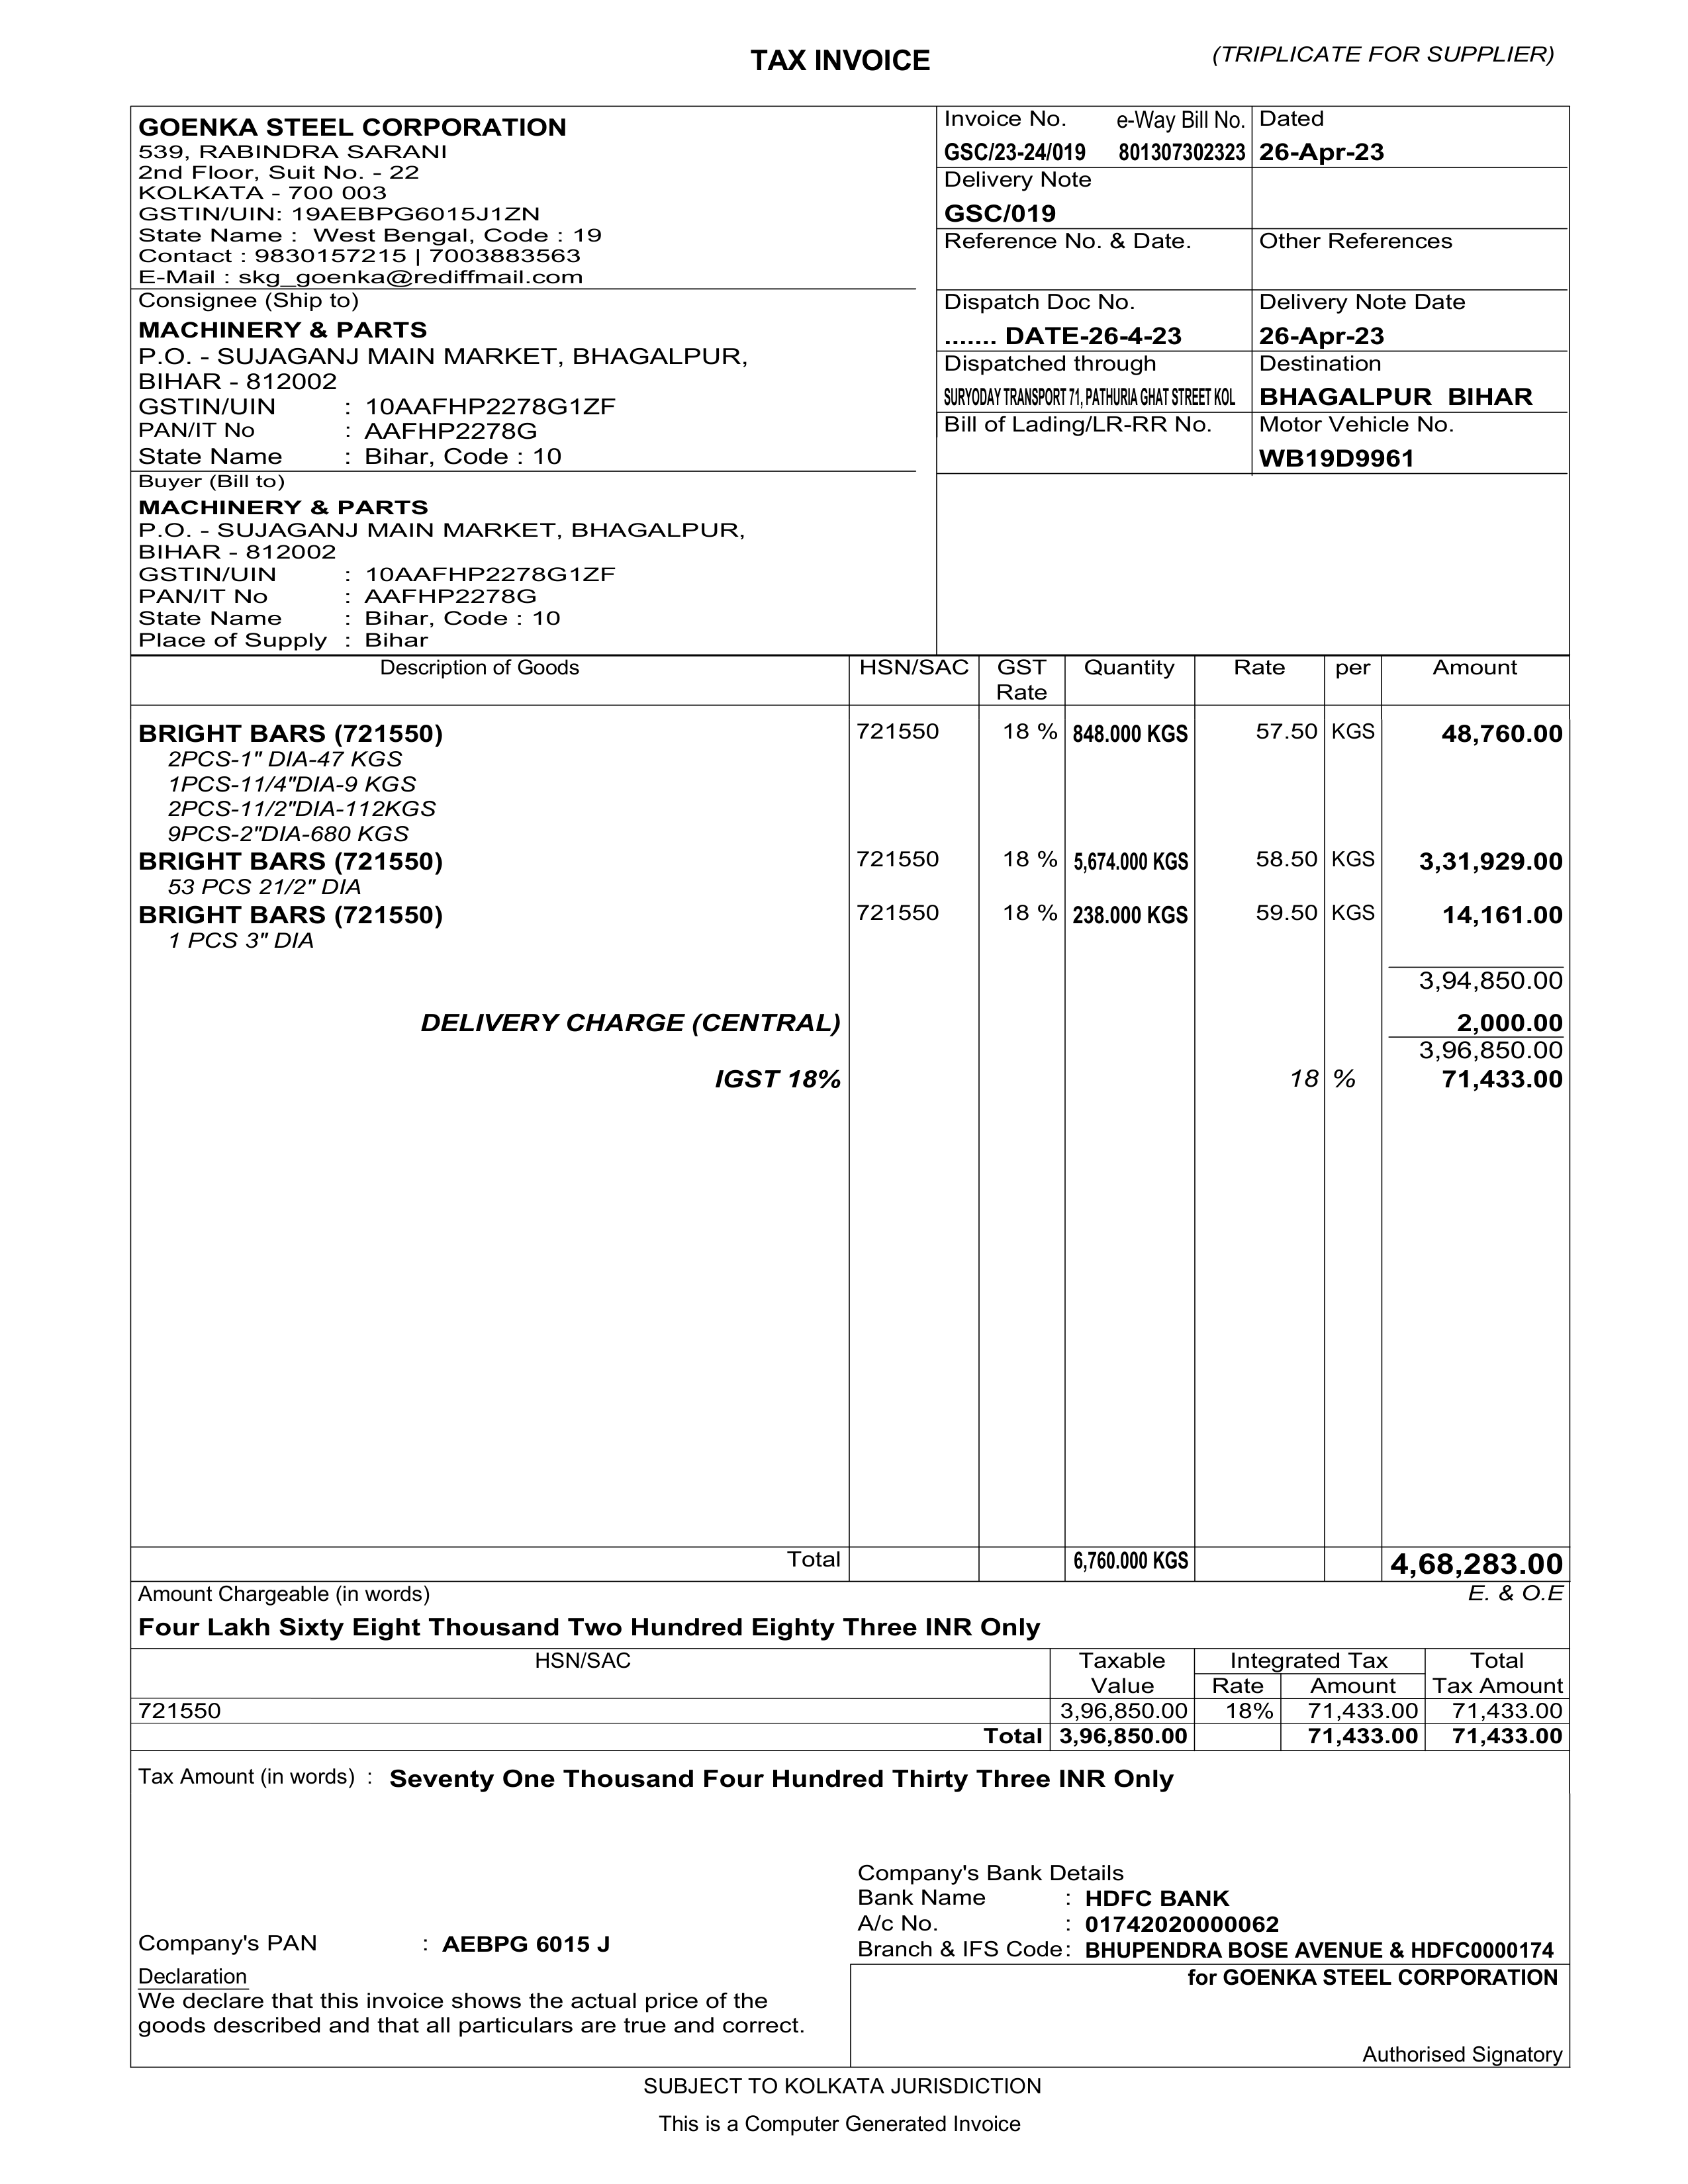 TAX INVOICE
(TRIPLICATE FOR SUPPLIER)
GOENKA STEEL CORPORATION
539, RABINDRA SARANI
2nd Floor, Suit No. - 22
KOLKATA - 700 003
GSTIN/UIN: 19AEBPG6015J1ZN
State Name : West Bengal, Code : 19
Contact : 9830157215 | 7003883563
E-Mail : skg_goenka@rediffmail.com
Consignee (Ship to)
MACHINERY & PARTS
P.O. - SUJAGANJ MAIN MARKET, BHAGALPUR,
BIHAR - 812002
GSTIN/UIN : 10AAFHP2278G1ZF
PAN/IT No : AAFHP2278G
State Name : Bihar, Code : 10
Buyer (Bill to)
MACHINERY & PARTS
P.O. - SUJAGANJ MAIN MARKET, BHAGALPUR,
BIHAR - 812002
GSTIN/UIN : 10AAFHP2278G1ZF
PAN/IT No : AAFHP2278G
State Name : Bihar, Code : 10
Place of Supply : Bihar
Invoice No. e-Way Bill No. Dated
GSC/23-24/019 801307302323 26-Apr-23
Delivery Note
GSC/019
Reference No. & Date. Other References
Dispatch Doc No. Delivery Note Date
....... DATE-26-4-23 26-Apr-23
Dispatched through Destination
SURYODAY TRANSPORT 71, PATHURIA GHAT STREET KOL BHAGALPUR BIHAR
Bill of Lading/LR-RR No. Motor Vehicle No.
WB19D9961
Description of Goods HSN/SAC GST Rate Quantity Rate per Amount
BRIGHT BARS (721550) 721550 18 % 848.000 KGS 57.50 KGS 48,760.00
2PCS-1" DIA-47 KGS
1PCS-11/4"DIA-9 KGS
2PCS-11/2"DIA-112KGS
9PCS-2"DIA-680 KGS
BRIGHT BARS (721550) 721550 18 % 5,674.000 KGS 58.50 KGS 3,31,929.00
53 PCS 21/2" DIA
BRIGHT BARS (721550) 721550 18 % 238.000 KGS 59.50 KGS 14,161.00
1 PCS 3" DIA
3,94,850.00
DELIVERY CHARGE (CENTRAL) 2,000.00
3,96,850.00
IGST 18% 18 % 71,433.00
Total 6,760.000 KGS 4,68,283.00
Amount Chargeable (in words) E. & O.E
Four Lakh Sixty Eight Thousand Two Hundred Eighty Three INR Only
HSN/SAC Taxable Value Integrated Tax Rate Amount Total Tax Amount
721550 3,96,850.00 18% 71,433.00 71,433.00
Total 3,96,850.00 71,433.00 71,433.00
Tax Amount (in words) : Seventy One Thousand Four Hundred Thirty Three INR Only
Company's Bank Details
Bank Name : HDFC BANK
A/c No. : 01742020000062
Company's PAN : AEBPG 6015 J
Branch & IFS Code : BHUPENDRA BOSE AVENUE & HDFC0000174
Declaration
We declare that this invoice shows the actual price of the
goods described and that all particulars are true and correct.
for GOENKA STEEL CORPORATION
Authorised Signatory
SUBJECT TO KOLKATA JURISDICTION
This is a Computer Generated Invoice